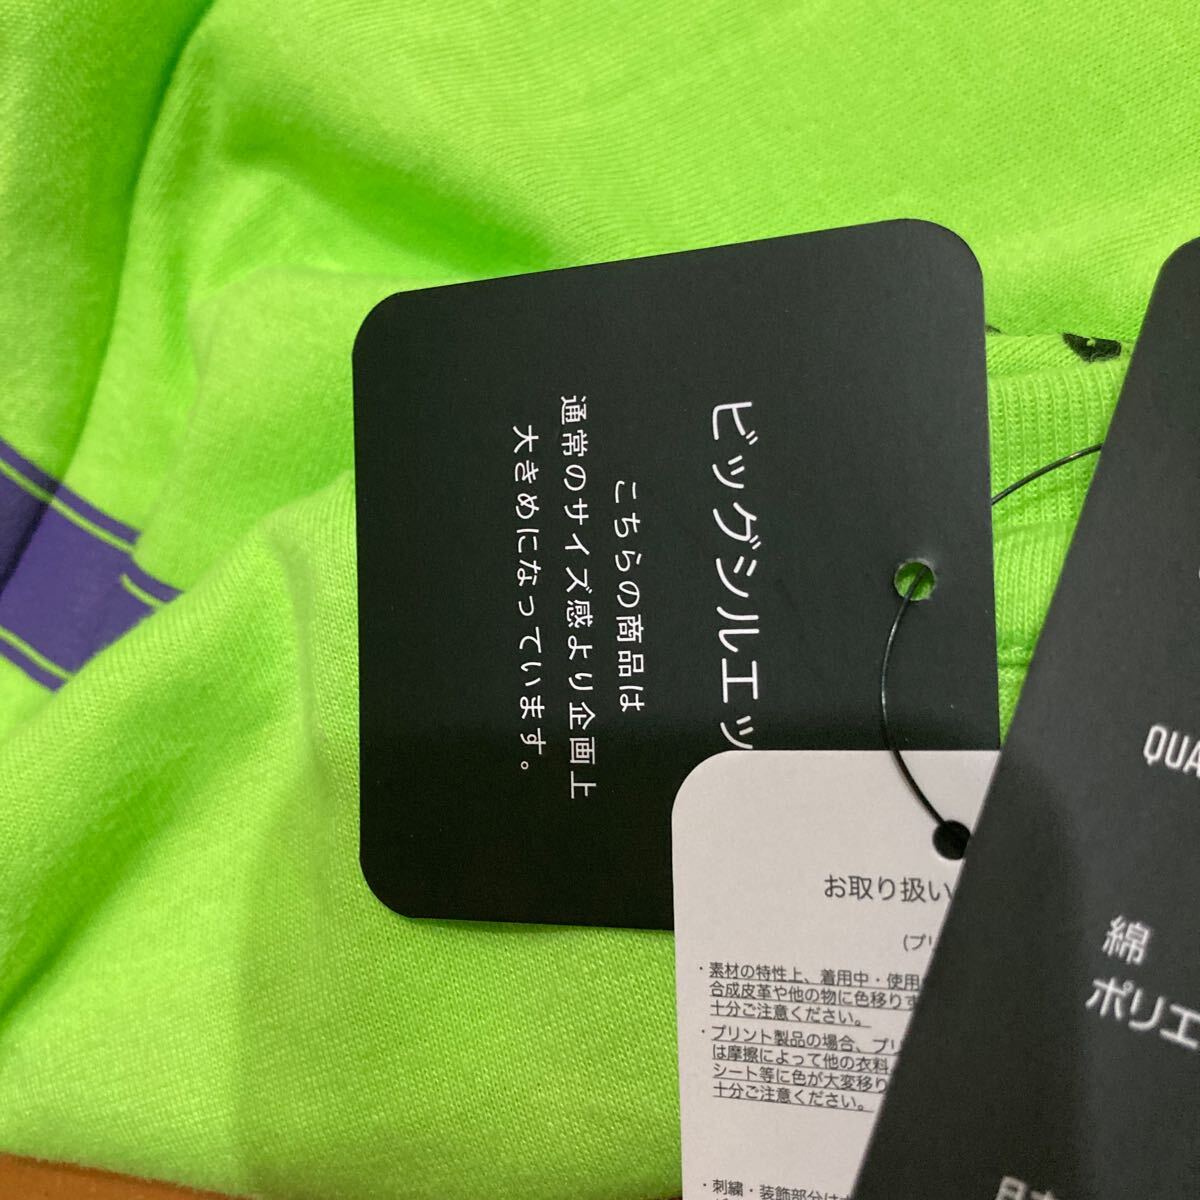 ビッグシルエッ
こちらの商品は
通常のサイズ感より企画上
大きめになっています。
お取り扱い
(プリ
・素材の特性上、着用中・使用
合成皮革や他の物に色移りす
十分ご注意ください。
・プリント製品の場合、プリ
は摩擦によって他の衣料
シート等に色が大変移り
十分ご注意ください。
・刺繍・装飾部分は
QUA
綿
ポリエ